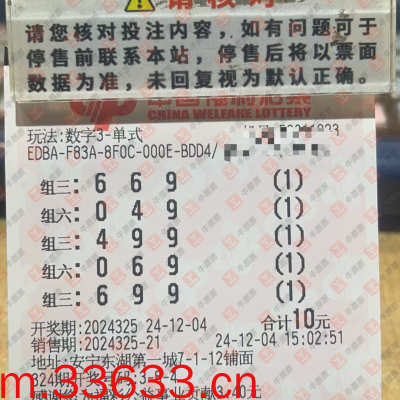 请您核对投注内容，如有问题可于
停售前联系本站，停售后将以票面
数据为准，未回复视为默认正确。
中国福利彩票
CHINA WELFARE LOTTERY
玩法:数字3-单式
EDBA-F83A-8F0C-000E-BDD4/
组三: 6 6 9 (1)
组六: 0 4 9 (1)
组三: 4 9 9 (1)
组六: 0 6 9 (1)
组三: 6 9 9 (1)
开奖期:2024325 24-12-04 合计10元
销售期:2024325-21 24-12-04 15:02:51
地址:安宁东湖第一城7-1-12铺面
m.33633.cn